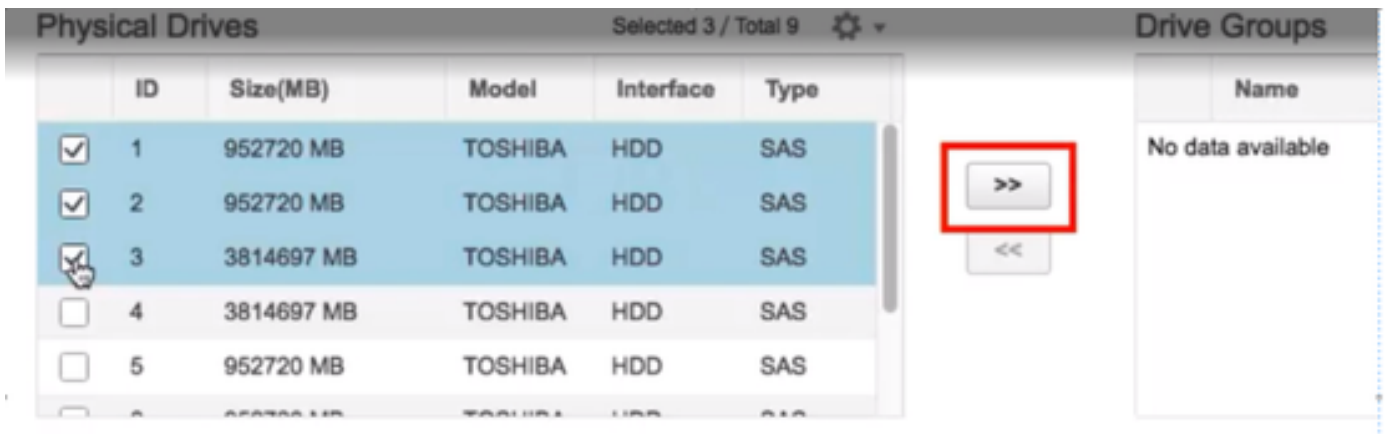 Physical Drives Selected 3 / Total 9 Drive Groups
ID Size(MB) Model Interface Type Name
1 952720 MB TOSHIBA HDD SAS No data available
>>
2 952720 MB TOSHIBA HDD SAS
3 3814697 MB TOSHIBA HDD SAS
<<
4 3814697 MB TOSHIBA HDD SAS
5 952720 MB TOSHIBA HDD SAS